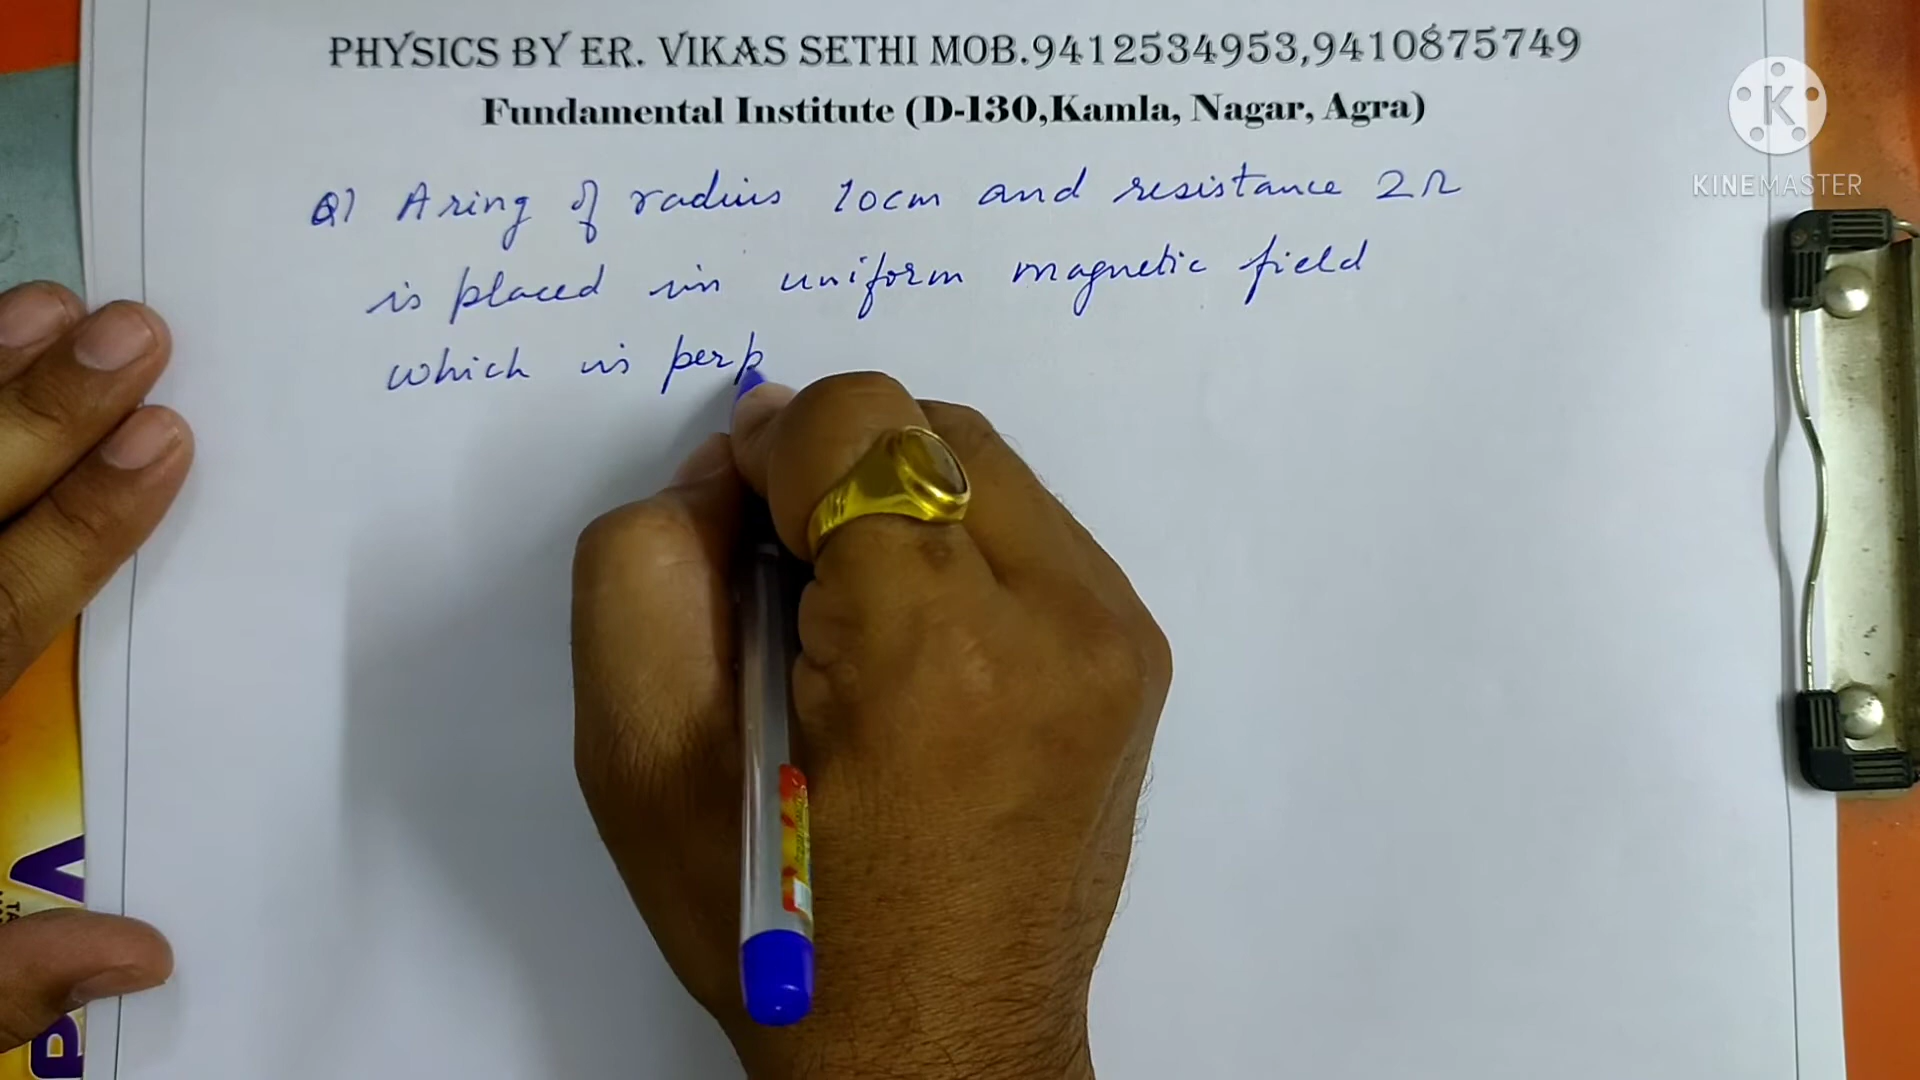 PHYSICS BY ER. VIKAS SETHI MOB.9412534953,9410875749
Fundamental Institute (D-130,Kamla, Nagar, Agra)
K
KINEMASTER
Q) A ring of radius 10cm and resistance 2Ω
is placed in uniform magnetic field
which is perp